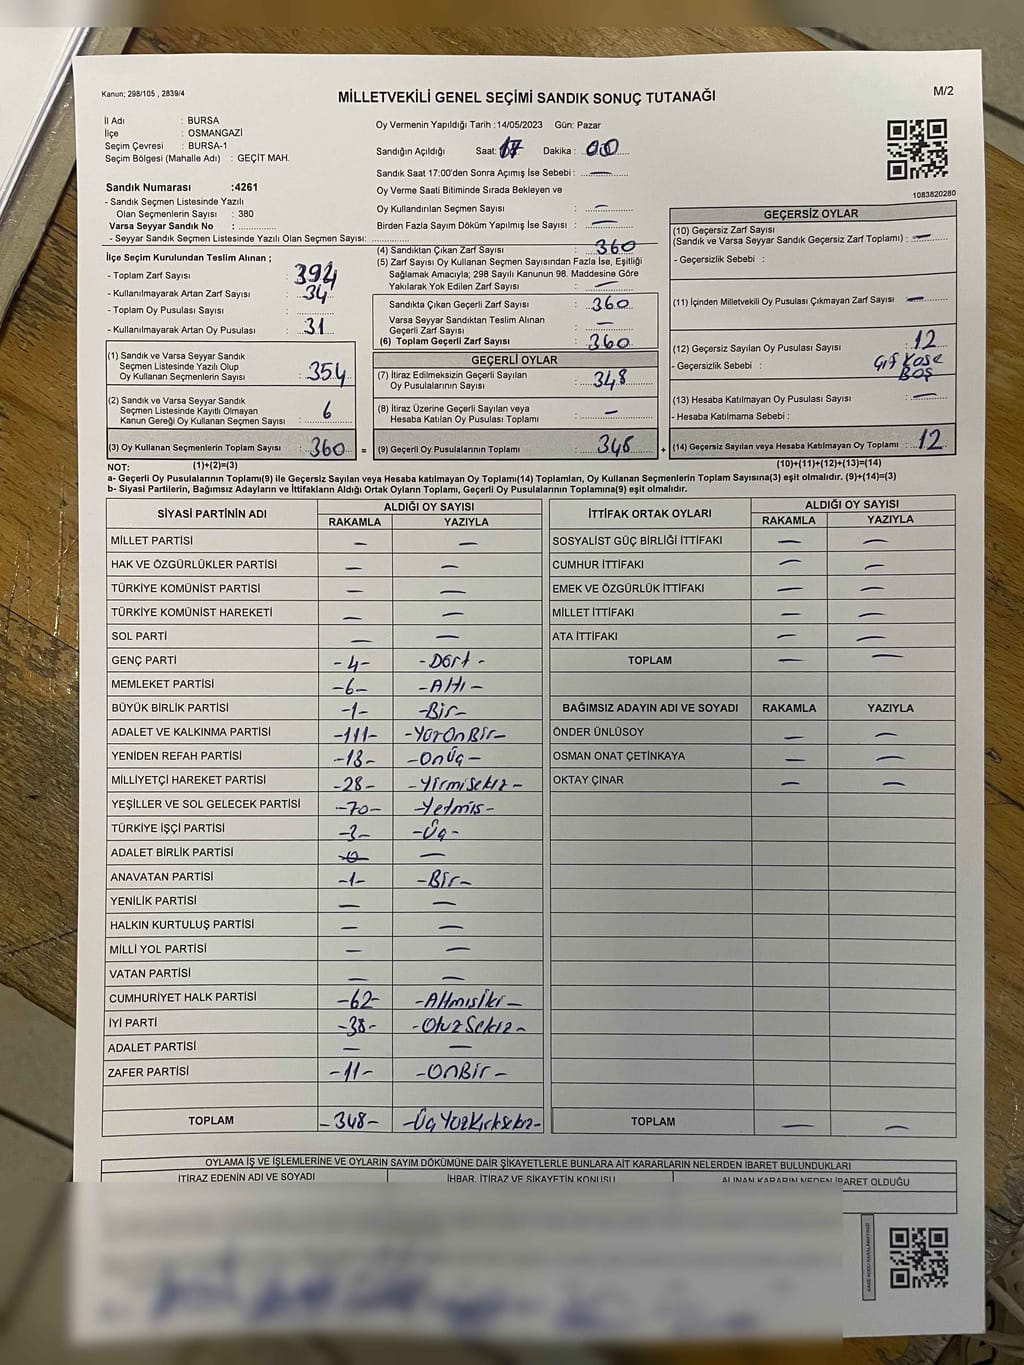 Kanun; 298/105 , 2839/4
M/2
MİLLETVEKİLİ GENEL SEÇİMİ SANDIK SONUÇ TUTANAĞI
İl Adı : BURSA
İlçe : OSMANGAZİ
Seçim Çevresi : BURSA-1
Seçim Bölgesi (Mahalle Adı) : GEÇİT MAH.
Sandık Numarası :4261
- Sandık Seçmen Listesinde Yazılı
Olan Seçmenlerin Sayısı : 380
Varsa Seyyar Sandık No :
- Seyyar Sandık Seçmen Listesinde Yazılı Olan Seçmen Sayısı:
İlçe Seçim Kurulundan Teslim Alınan ;
- Toplam Zarf Sayısı : 394
- Kullanılmayarak Artan Zarf Sayısı : 34
- Toplam Oy Pusulası Sayısı :
- Kullanılmayarak Artan Oy Pusulası : 31
(1) Sandık ve Varsa Seyyar Sandık
Seçmen Listesinde Yazılı Olup
Oy Kullanan Seçmenlerin Sayısı : 354
(2) Sandık ve Varsa Seyyar Sandık
Seçmen Listesinde Kayıtlı Olmayan
Kanun Gereği Oy Kullanan Seçmen Sayısı : 6
(3) Oy Kullanan Seçmenlerin Toplam Sayısı : 360 =
Oy Vermenin Yapıldığı Tarih :14/05/2023 Gün: Pazar
Sandığın Açıldığı Saat: 17 Dakika : 00
Sandık Saat 17:00'den Sonra Açımış İse Sebebi : —
Oy Verme Saati Bitiminde Sırada Bekleyen ve
Oy Kullandırılan Seçmen Sayısı : —
Birden Fazla Sayım Döküm Yapılmış İse Sayısı : —
(4) Sandıktan Çıkan Zarf Sayısı : 360
(5) Zarf Sayısı Oy Kullanan Seçmen Sayısından Fazla İse, Eşitliği
Sağlamak Amacıyla; 298 Sayılı Kanunun 98. Maddesine Göre
Yakılarak Yok Edilen Zarf Sayısı : —
Sandıkta Çıkan Geçerli Zarf Sayısı : 360
Varsa Seyyar Sandıktan Teslim Alınan
Geçerli Zarf Sayısı : —
(6) Toplam Geçerli Zarf Sayısı : 360
GEÇERLİ OYLAR
(7) İtiraz Edilmeksizin Geçerli Sayılan
Oy Pusulalarının Sayısı : 348
(8) İtiraz Üzerine Geçerli Sayılan veya
Hesaba Katılan Oy Pusulası Toplamı : —
(9) Geçerli Oy Pusulalarının Toplamı : 348 +
1083820280
GEÇERSİZ OYLAR
(10) Geçersiz Zarf Sayısı
(Sandık ve Varsa Seyyar Sandık Geçersiz Zarf Toplamı) : —
- Geçersizlik Sebebi :
(11) İçinden Milletvekili Oy Pusulası Çıkmayan Zarf Sayısı : —
(12) Geçersiz Sayılan Oy Pusulası Sayısı : 12
- Geçersizlik Sebebi : Çif Kaşe
Boş
(13) Hesaba Katılmayan Oy Pusulası Sayısı : —
- Hesaba Katılmama Sebebi :
(14) Geçersiz Sayılan veya Hesaba Katılmayan Oy Toplamı : 12
NOT: (1)+(2)=(3) (10)+(11)+(12)+(13)=(14)
a- Geçerli Oy Pusulalarının Toplamı(9) ile Geçersiz Sayılan veya Hesaba katılmayan Oy Toplamı(14) Toplamları, Oy Kullanan Seçmenlerin Toplam Sayısına(3) eşit olmalıdır. (9)+(14)=(3)
b- Siyasi Partilerin, Bağımsız Adayların ve İttifakların Aldığı Ortak Oyların Toplamı, Geçerli Oy Pusulalarının Toplamına(9) eşit olmalıdır.
SİYASİ PARTİNİN ADI ALDIĞI OY SAYISI
RAKAMLA YAZIYLA
MİLLET PARTİSİ — —
HAK VE ÖZGÜRLÜKLER PARTİSİ — —
TÜRKİYE KOMÜNİST PARTİSİ — —
TÜRKİYE KOMÜNİST HAREKETİ — —
SOL PARTİ — —
GENÇ PARTİ -4- -Dört-
MEMLEKET PARTİSİ -6- -Altı-
BÜYÜK BİRLİK PARTİSİ -1- -Bir-
ADALET VE KALKINMA PARTİSİ -111- -YüzOnBir-
YENİDEN REFAH PARTİSİ -13- -OnÜç-
MİLLİYETÇİ HAREKET PARTİSİ -28- -YirmiSekiz-
YEŞİLLER VE SOL GELECEK PARTİSİ -70- -Yetmiş-
TÜRKİYE İŞÇİ PARTİSİ -3- -Üç-
ADALET BİRLİK PARTİSİ -0- —
ANAVATAN PARTİSİ -1- -Bir-
YENİLİK PARTİSİ — —
HALKIN KURTULUŞ PARTİSİ — —
MİLLİ YOL PARTİSİ — —
VATAN PARTİSİ — —
CUMHURİYET HALK PARTİSİ -62- -Altmışİki-
İYİ PARTİ -38- -OtuzSekiz-
ADALET PARTİSİ — —
ZAFER PARTİSİ -11- -OnBir-
TOPLAM -348- -ÜçYüzKırkSekiz-
İTTİFAK ORTAK OYLARI ALDIĞI OY SAYISI
RAKAMLA YAZIYLA
SOSYALİST GÜÇ BİRLİĞİ İTTİFAKI — —
CUMHUR İTTİFAKI — —
EMEK VE ÖZGÜRLÜK İTTİFAKI — —
MİLLET İTTİFAKI — —
ATA İTTİFAKI — —
TOPLAM — —
BAĞIMSIZ ADAYIN ADI VE SOYADI RAKAMLA YAZIYLA
ÖNDER ÜNLÜSOY — —
OSMAN ONAT ÇETİNKAYA — —
OKTAY ÇINAR — —
TOPLAM — —
OYLAMA İŞ VE İŞLEMLERİNE VE OYLARIN SAYIM DÖKÜMÜNE DAİR ŞİKAYETLERLE BUNLARA AİT KARARLARIN NELERDEN İBARET BULUNDUKLARI
İTİRAZ EDENİN ADI VE SOYADI İHBAR, İTİRAZ VE ŞİKAYETİN KONUSU ALINAN KARARIN NEDEN İBARET OLDUĞU